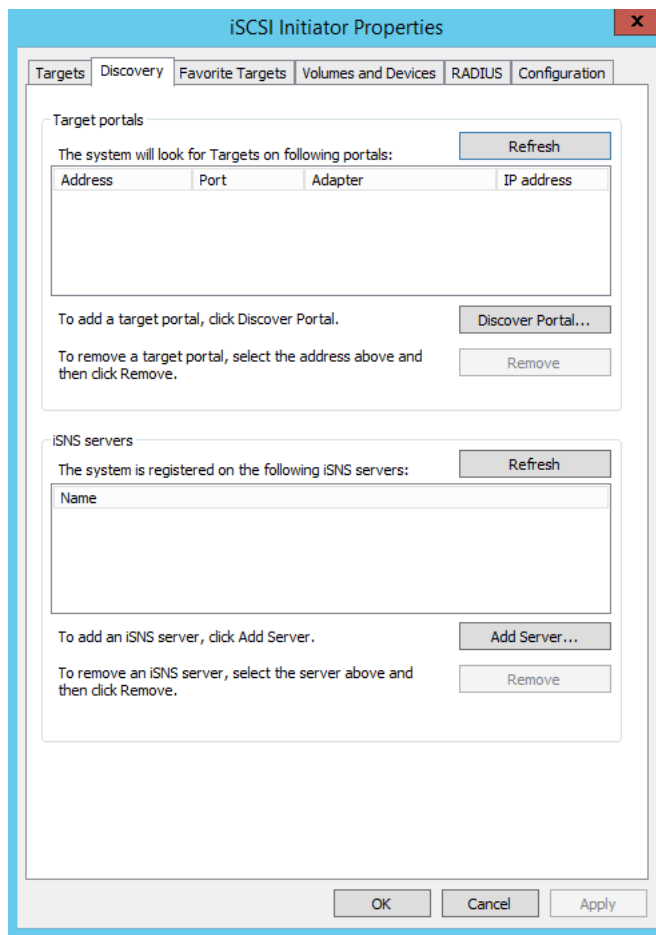 iSCSI Initiator Properties
x
Targets Discovery Favorite Targets Volumes and Devices RADIUS Configuration
Target portals
The system will look for Targets on following portals:
Refresh
Address Port Adapter IP address
To add a target portal, click Discover Portal.
Discover Portal...
To remove a target portal, select the address above and
then click Remove.
Remove
iSNS servers
The system is registered on the following iSNS servers:
Refresh
Name
To add an iSNS server, click Add Server.
Add Server...
To remove an iSNS server, select the server above and
then click Remove.
Remove
OK Cancel Apply